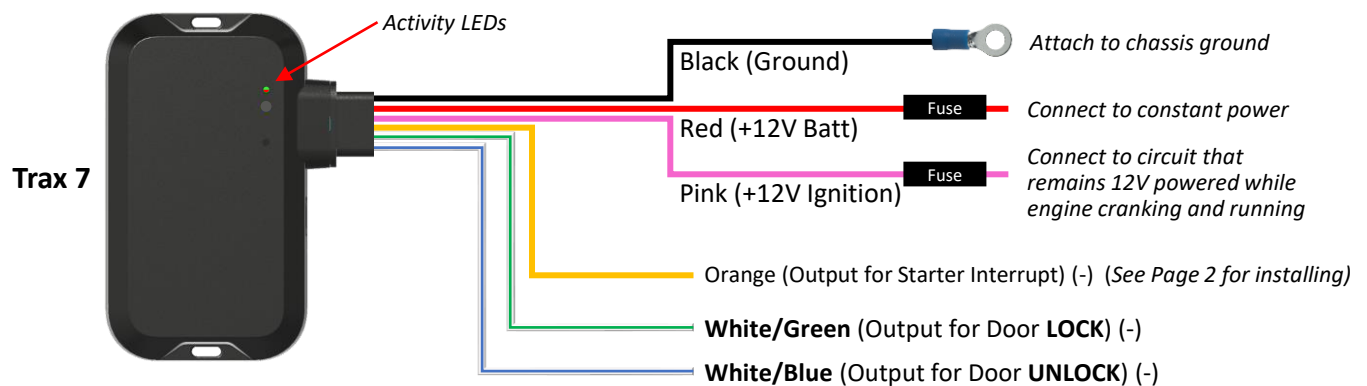 Activity LEDs
Black (Ground)
Attach to chassis ground
Fuse
Connect to constant power
Red (+12V Batt)
Trax 7
Fuse
Connect to circuit that
remains 12V powered while
engine cranking and running
Pink (+12V Ignition)
Orange (Output for Starter Interrupt) (-) (See Page 2 for installing)
White/Green (Output for Door LOCK) (-)
White/Blue (Output for Door UNLOCK) (-)